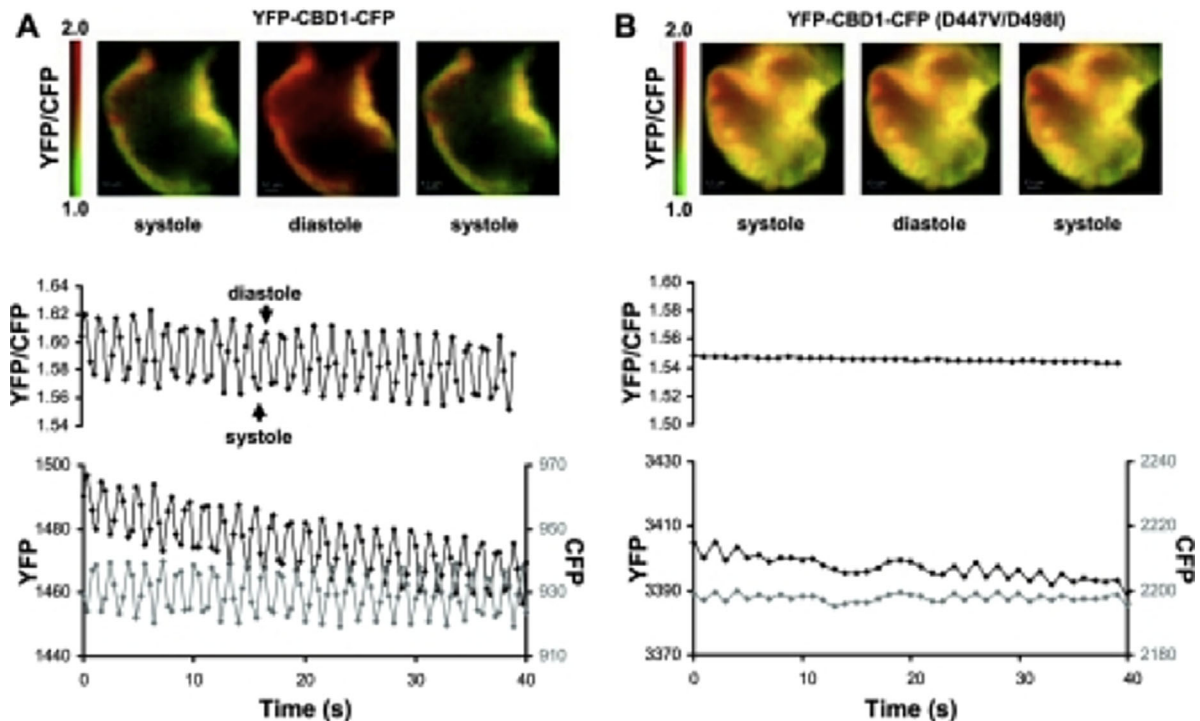 A
YFP-CBD1-CFP
2.0
YFP/CFP
1.0
systole
diastole
systole
1.64
1.62
1.60
1.58
1.56
1.54
YFP/CFP
diastole
systole
1500
1480
1460
1440
YFP
970
950
930
910
CFP
0
10
20
30
40
Time (s)
B
YFP-CBD1-CFP (D447V/D498I)
2.0
YFP/CFP
1.0
systole
diastole
systole
1.60
1.58
1.56
1.54
1.52
1.50
YFP/CFP
3430
3410
3390
3370
YFP
2240
2220
2200
2180
CFP
0
10
20
30
40
Time (s)